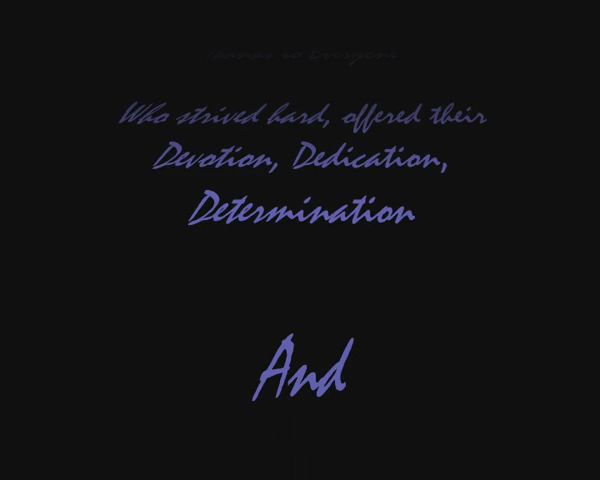 Who strived hard, offered their
Devotion, Dedication,
Determination
And